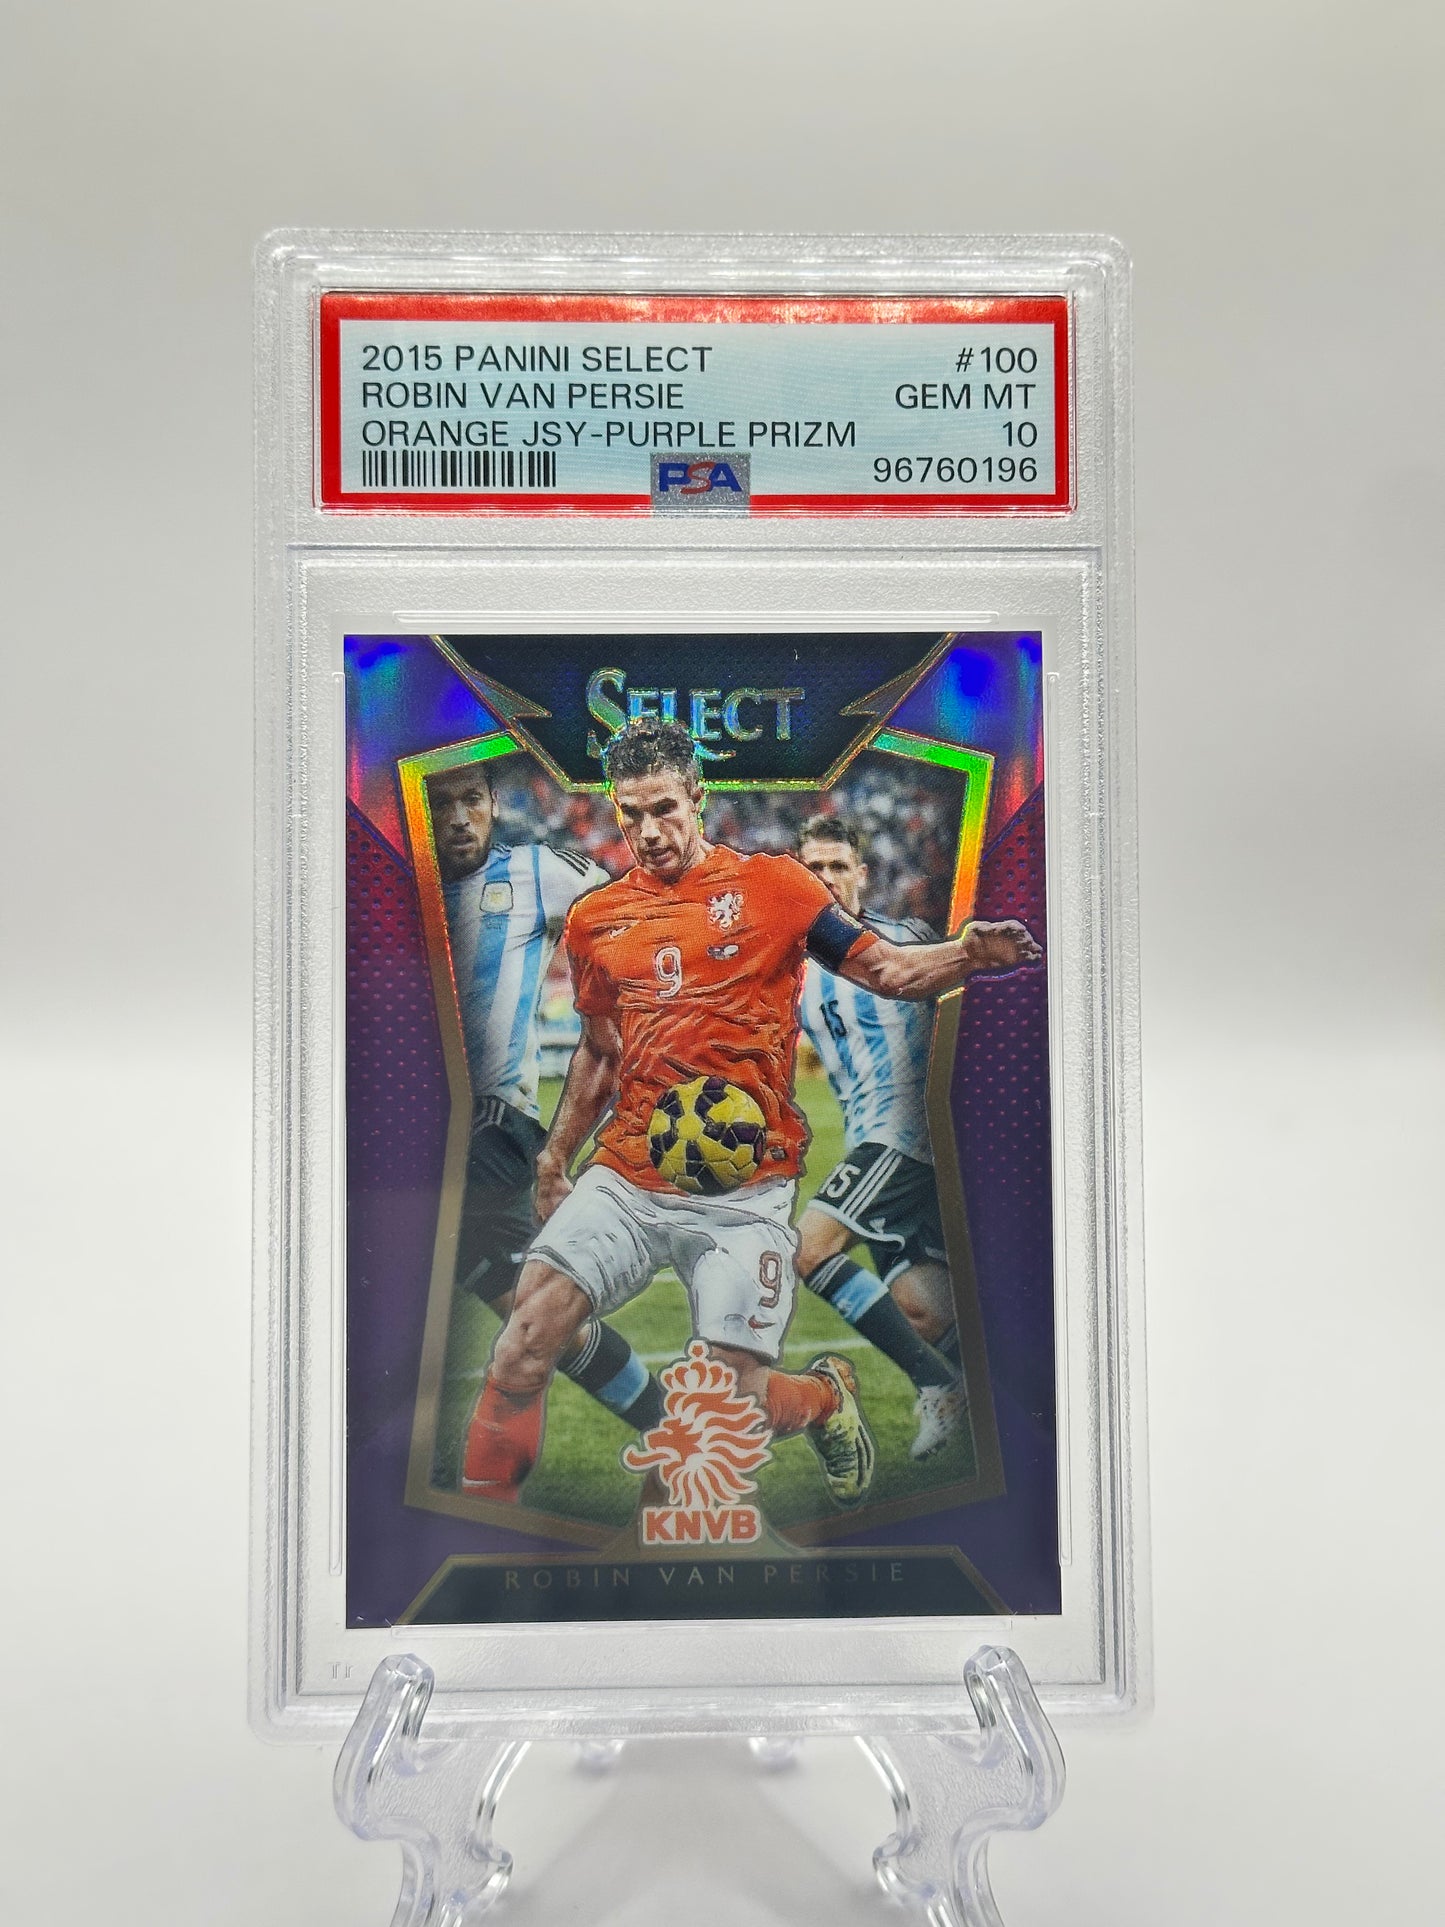 2015 PANINI SELECT #100
ROBIN VAN PERSIE GEM MT
ORANGE JSY-PURPLE PRIZM 10
PSA 96760196
SELECT
9
15
15
9
KNVB
ROBIN VAN PERSIE